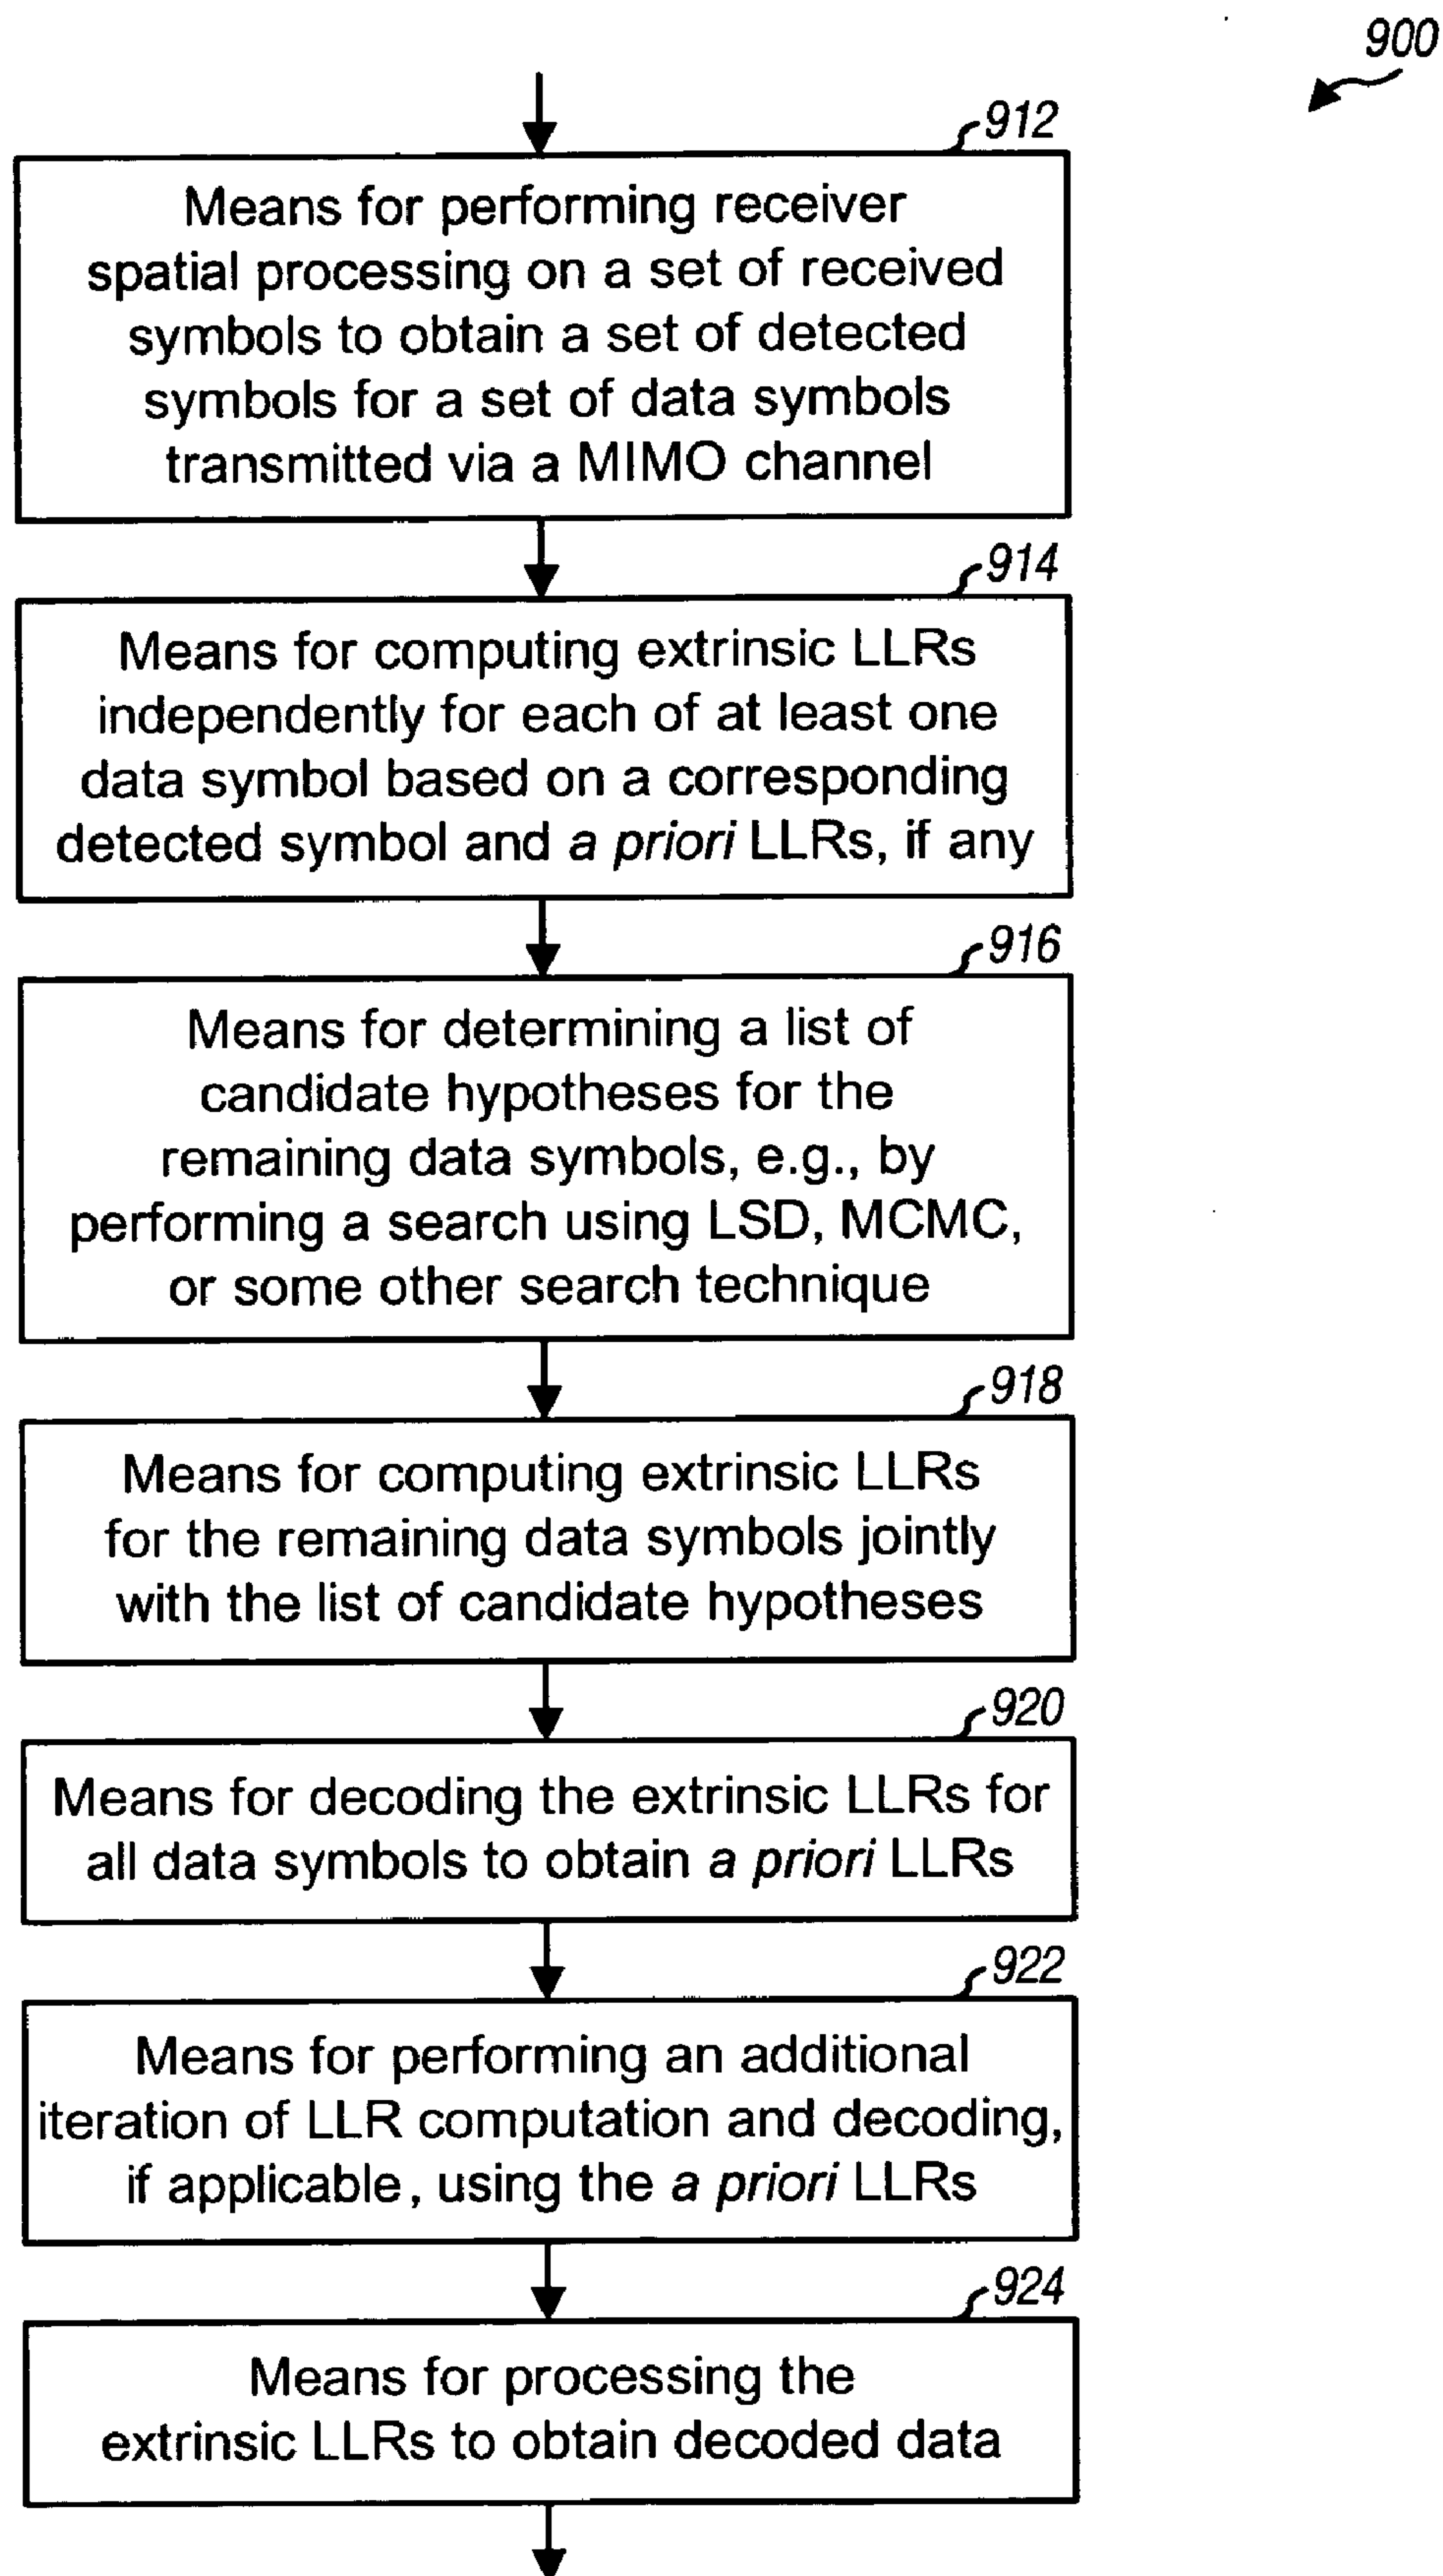 900
912
Means for performing receiver
spatial processing on a set of received
symbols to obtain a set of detected
symbols for a set of data symbols
transmitted via a MIMO channel
914
Means for computing extrinsic LLRs
independently for each of at least one
data symbol based on a corresponding
detected symbol and a priori LLRs, if any
916
Means for determining a list of
candidate hypotheses for the
remaining data symbols, e.g., by
performing a search using LSD, MCMC,
or some other search technique
918
Means for computing extrinsic LLRs
for the remaining data symbols jointly
with the list of candidate hypotheses
920
Means for decoding the extrinsic LLRs for
all data symbols to obtain a priori LLRs
922
Means for performing an additional
iteration of LLR computation and decoding,
if applicable, using the a priori LLRs
924
Means for processing the
extrinsic LLRs to obtain decoded data